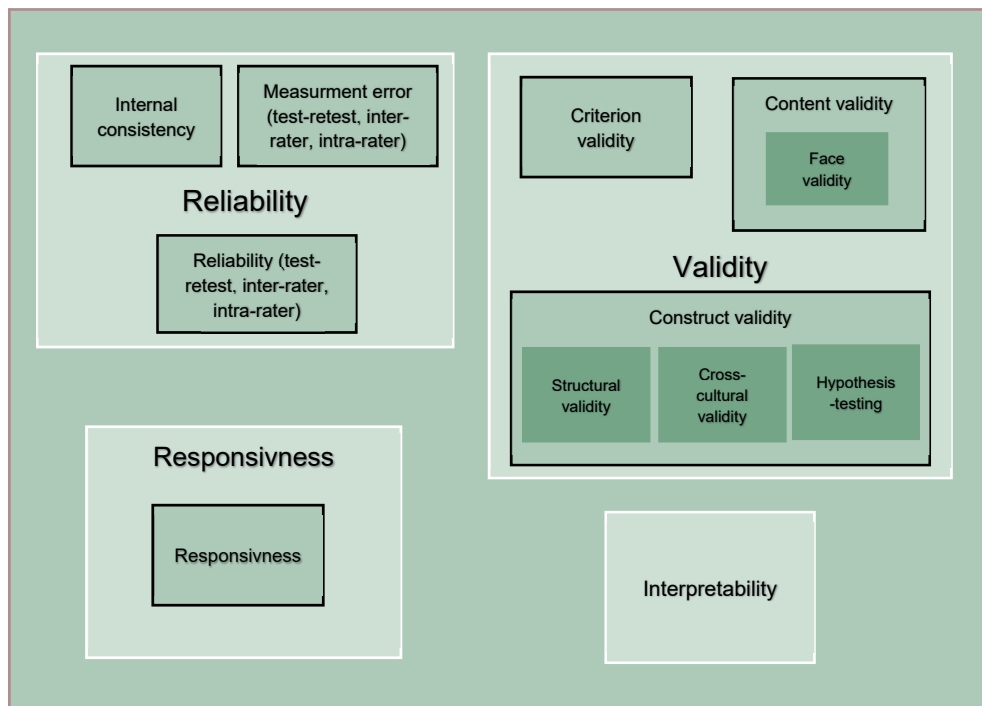 Internal
consistency
Measurment error
(test-retest, inter-
rater, intra-rater)
Reliability
Reliability (test-
retest, inter-rater,
intra-rater)
Criterion
validity
Content validity
Face
validity
Validity
Construct validity
Structural
validity
Cross-
cultural
validity
Hypothesis
-testing
Responsivness
Responsivness
Interpretability